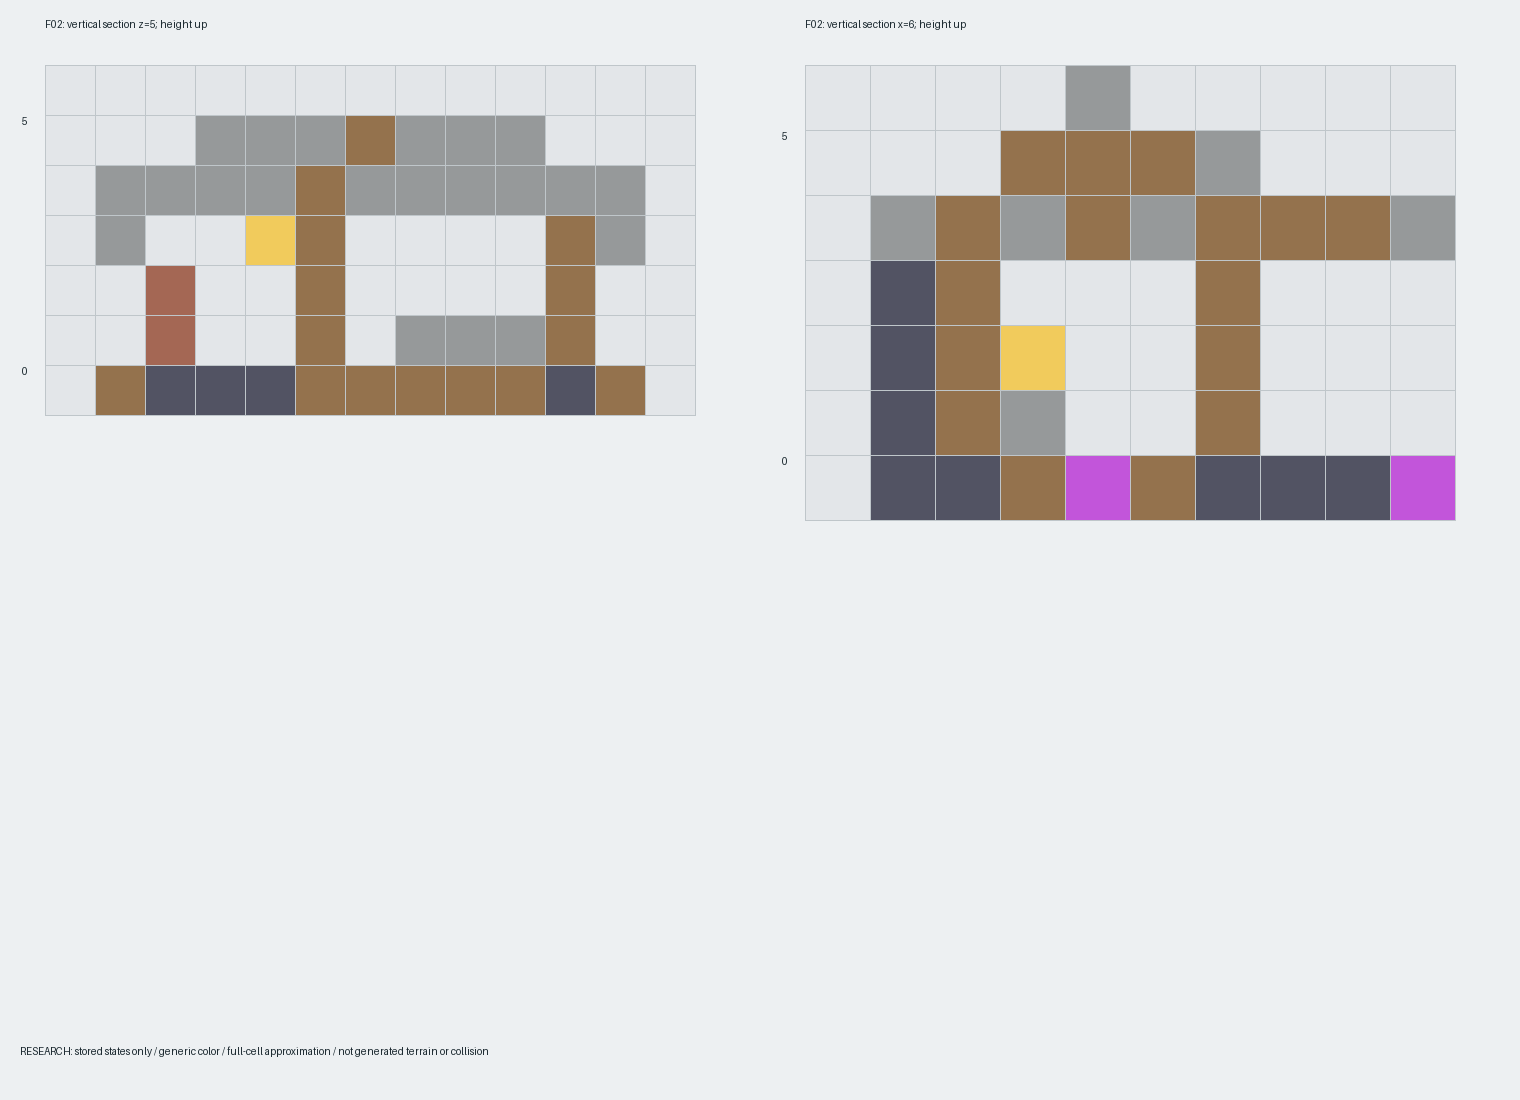 F02: vertical section z=5; height up
F02: vertical section x=6; height up
5
5
0
0
RESEARCH: stored states only / generic color / full-cell approximation / not generated terrain or collision